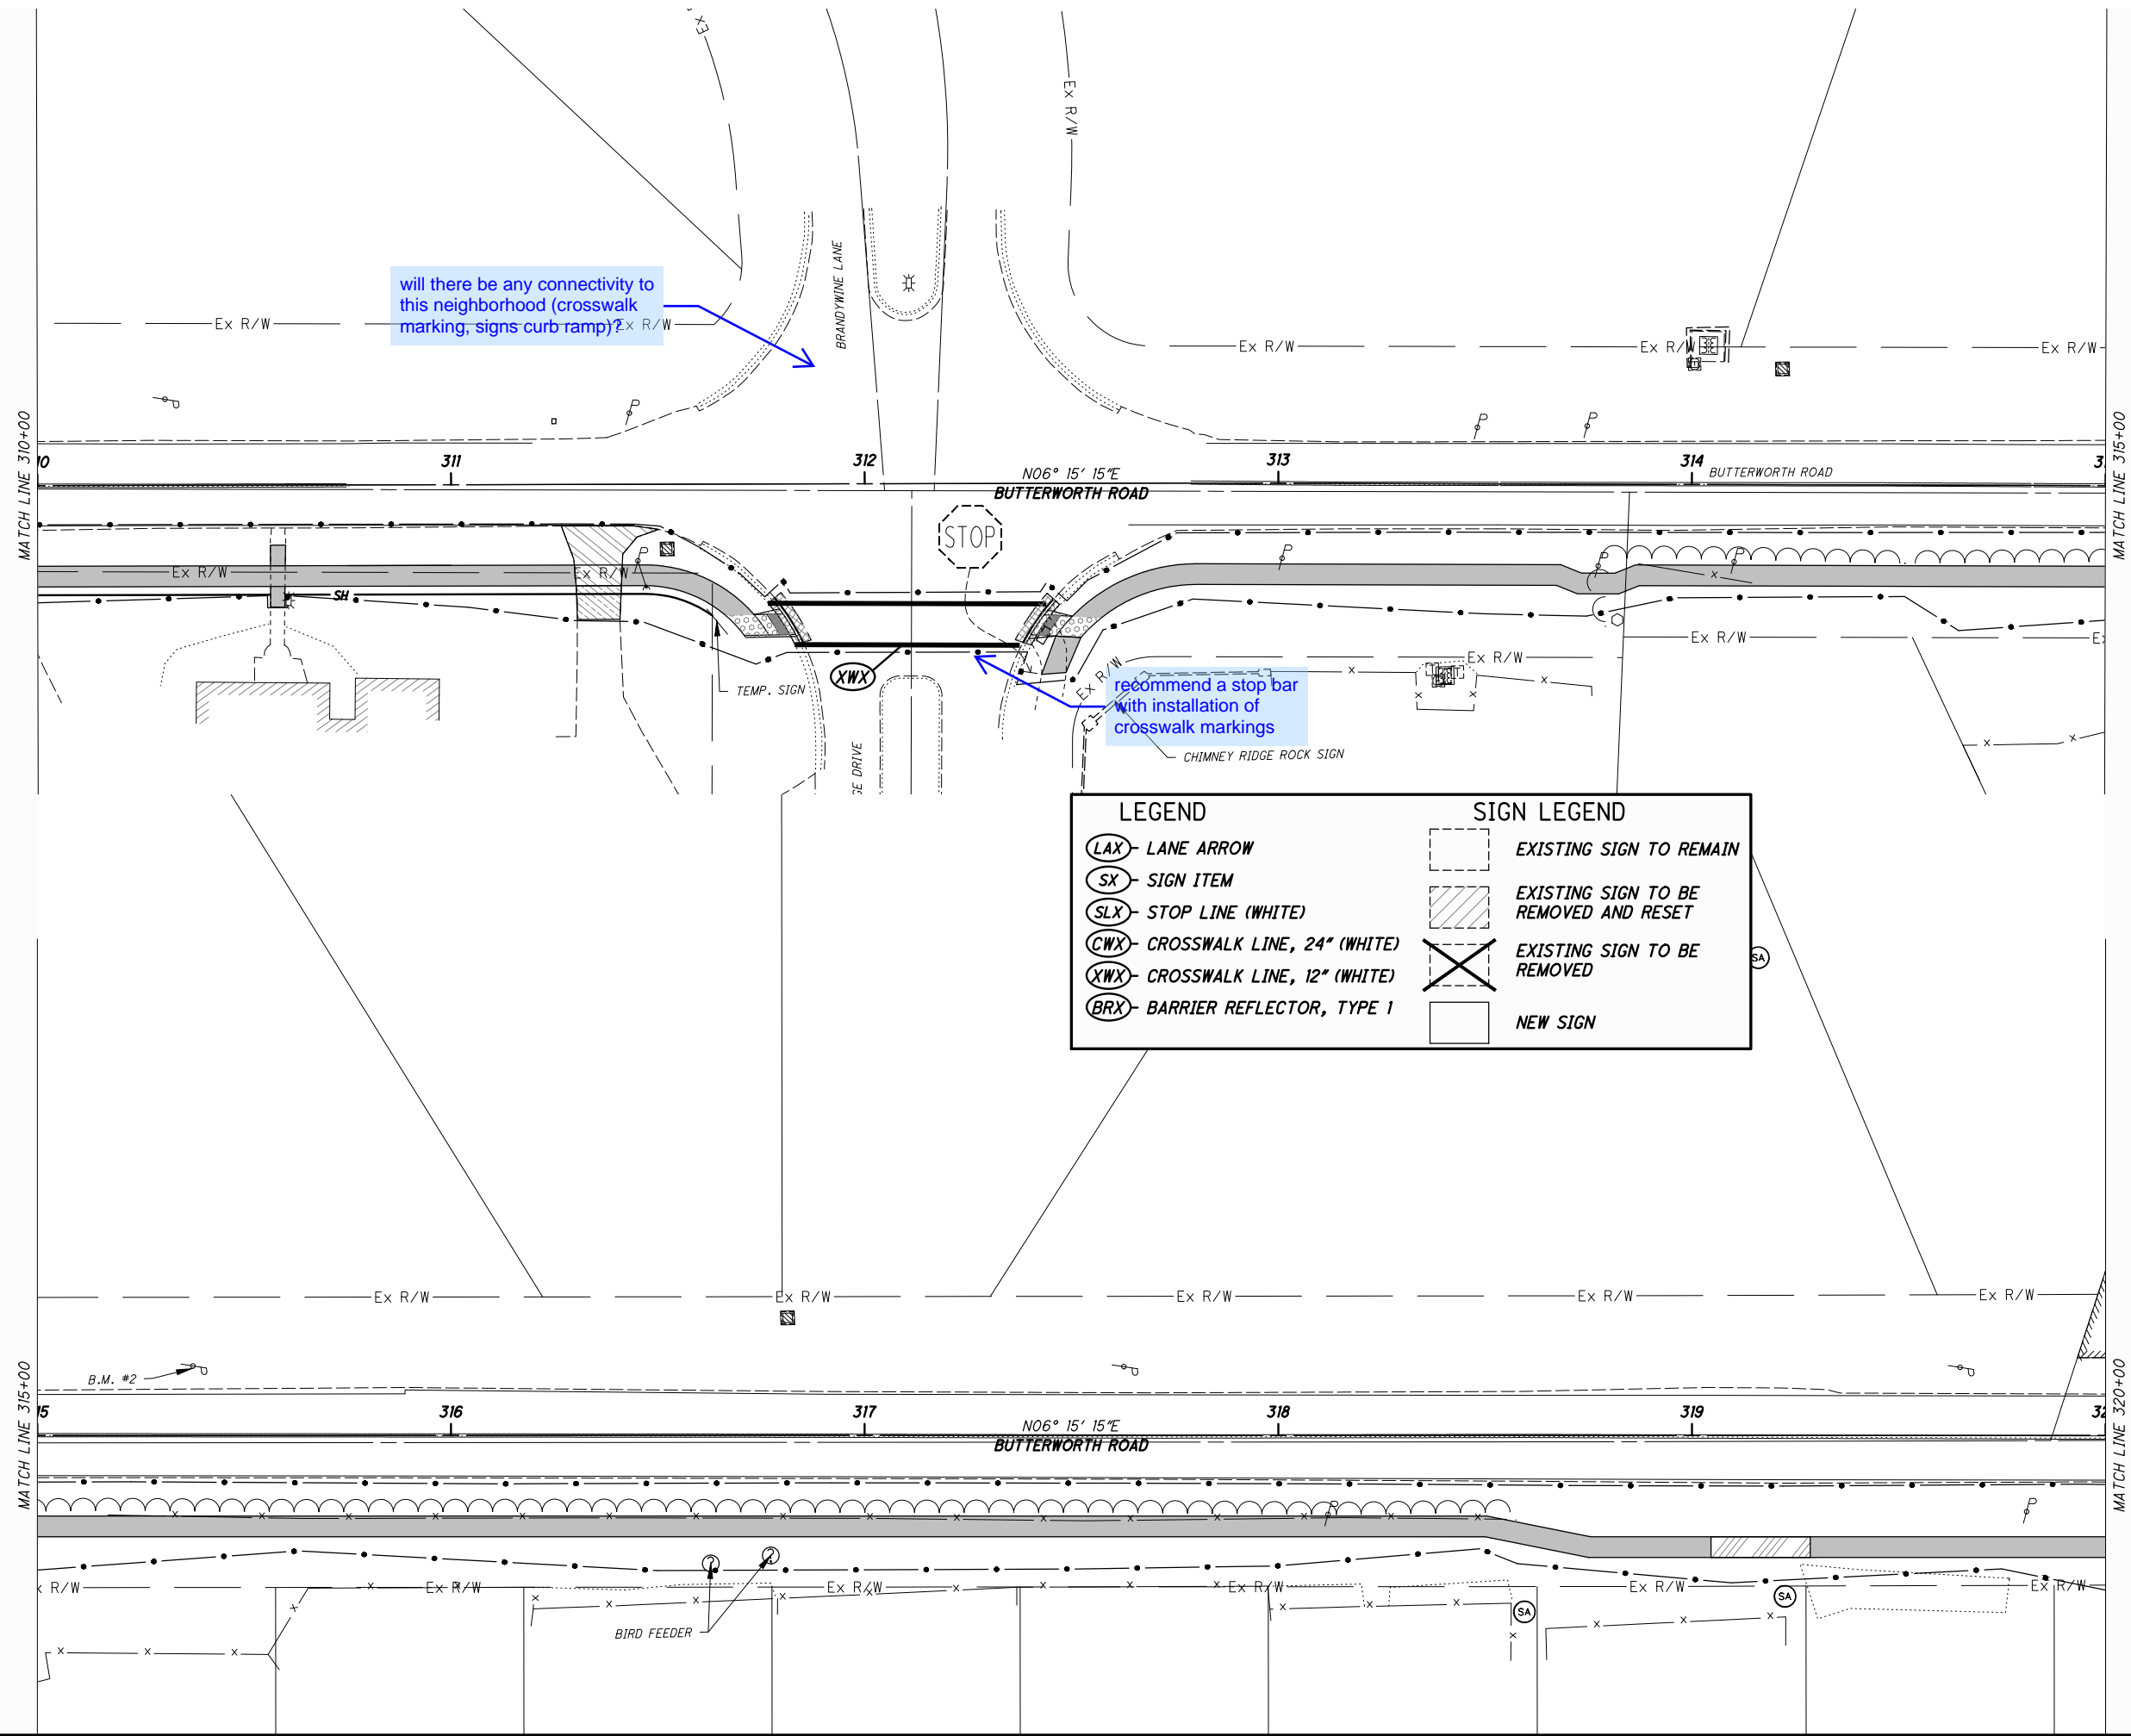 Ex
Ex R/W
BRANDYWINE LANE
will there be any connectivity to
this neighborhood (crosswalk
marking, signs curb ramp)?
Ex R/W
Ex R/W
Ex R/W
Ex R/W
Ex R/W
MATCH LINE 310+00
MATCH LINE 315+00
10
311
312
313
314
N06° 15' 15"E
BUTTERWORTH ROAD
BUTTERWORTH ROAD
STOP
Ex R/W
Ex R/W
SH
Ex R/W
Ex R/W
Ex R/W
XWX
TEMP. SIGN
recommend a stop bar
with installation of
crosswalk markings
CHIMNEY RIDGE ROCK SIGN
GE DRIVE
LEGEND
LAX - LANE ARROW
SX - SIGN ITEM
SLX - STOP LINE (WHITE)
CWX - CROSSWALK LINE, 24" (WHITE)
XWX - CROSSWALK LINE, 12" (WHITE)
BRX - BARRIER REFLECTOR, TYPE 1
SIGN LEGEND
EXISTING SIGN TO REMAIN
EXISTING SIGN TO BE
REMOVED AND RESET
EXISTING SIGN TO BE
REMOVED
NEW SIGN
SA
Ex R/W
Ex R/W
Ex R/W
Ex R/W
Ex R/W
B.M. #2
MATCH LINE 315+00
MATCH LINE 320+00
15
316
317
318
319
32
N06° 15' 15"E
BUTTERWORTH ROAD
R/W
Ex R/W
Ex R/W
Ex R/W
Ex R/W
Ex R/W
?
?
BIRD FEEDER
SA
SA